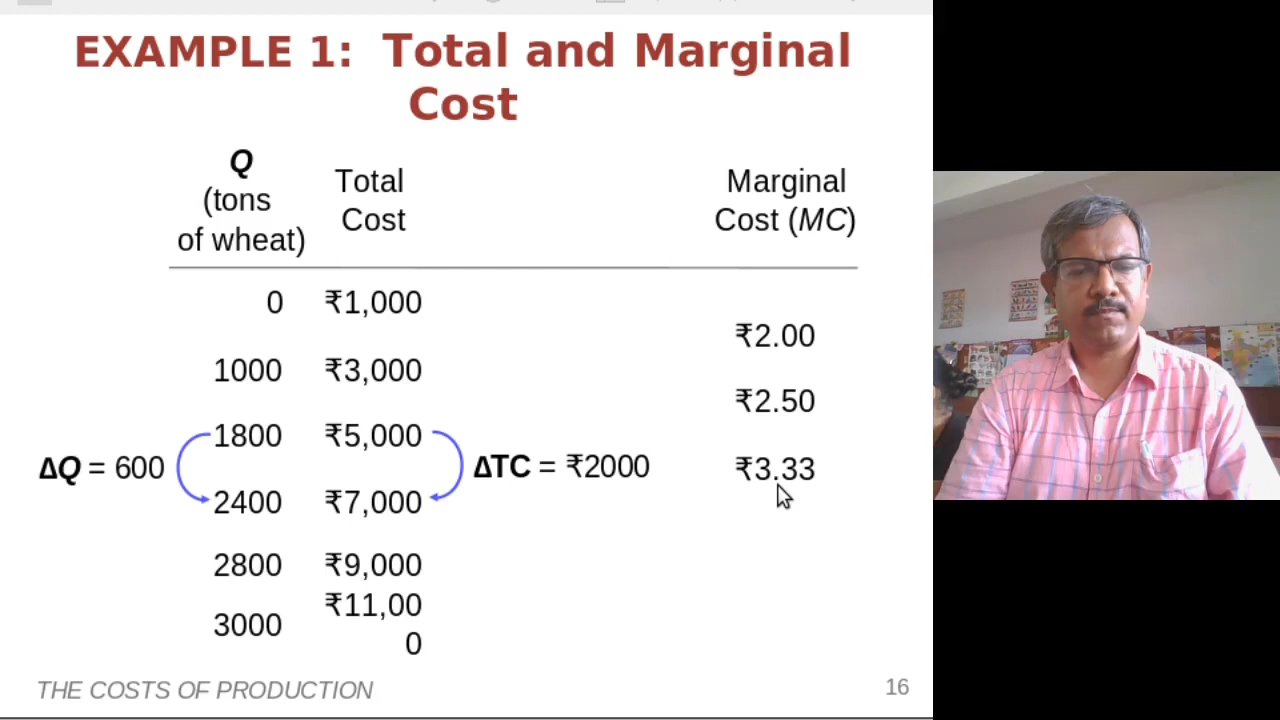 EXAMPLE 1: Total and Marginal
Cost
Q
(tons
of wheat)
Total
Cost
Marginal
Cost (MC)
0 ₹1,000
₹2.00
1000 ₹3,000
₹2.50
1800 ₹5,000
ΔQ = 600 ΔTC = ₹2000 ₹3.33
2400 ₹7,000
2800 ₹9,000
3000 ₹11,00
0
THE COSTS OF PRODUCTION 16